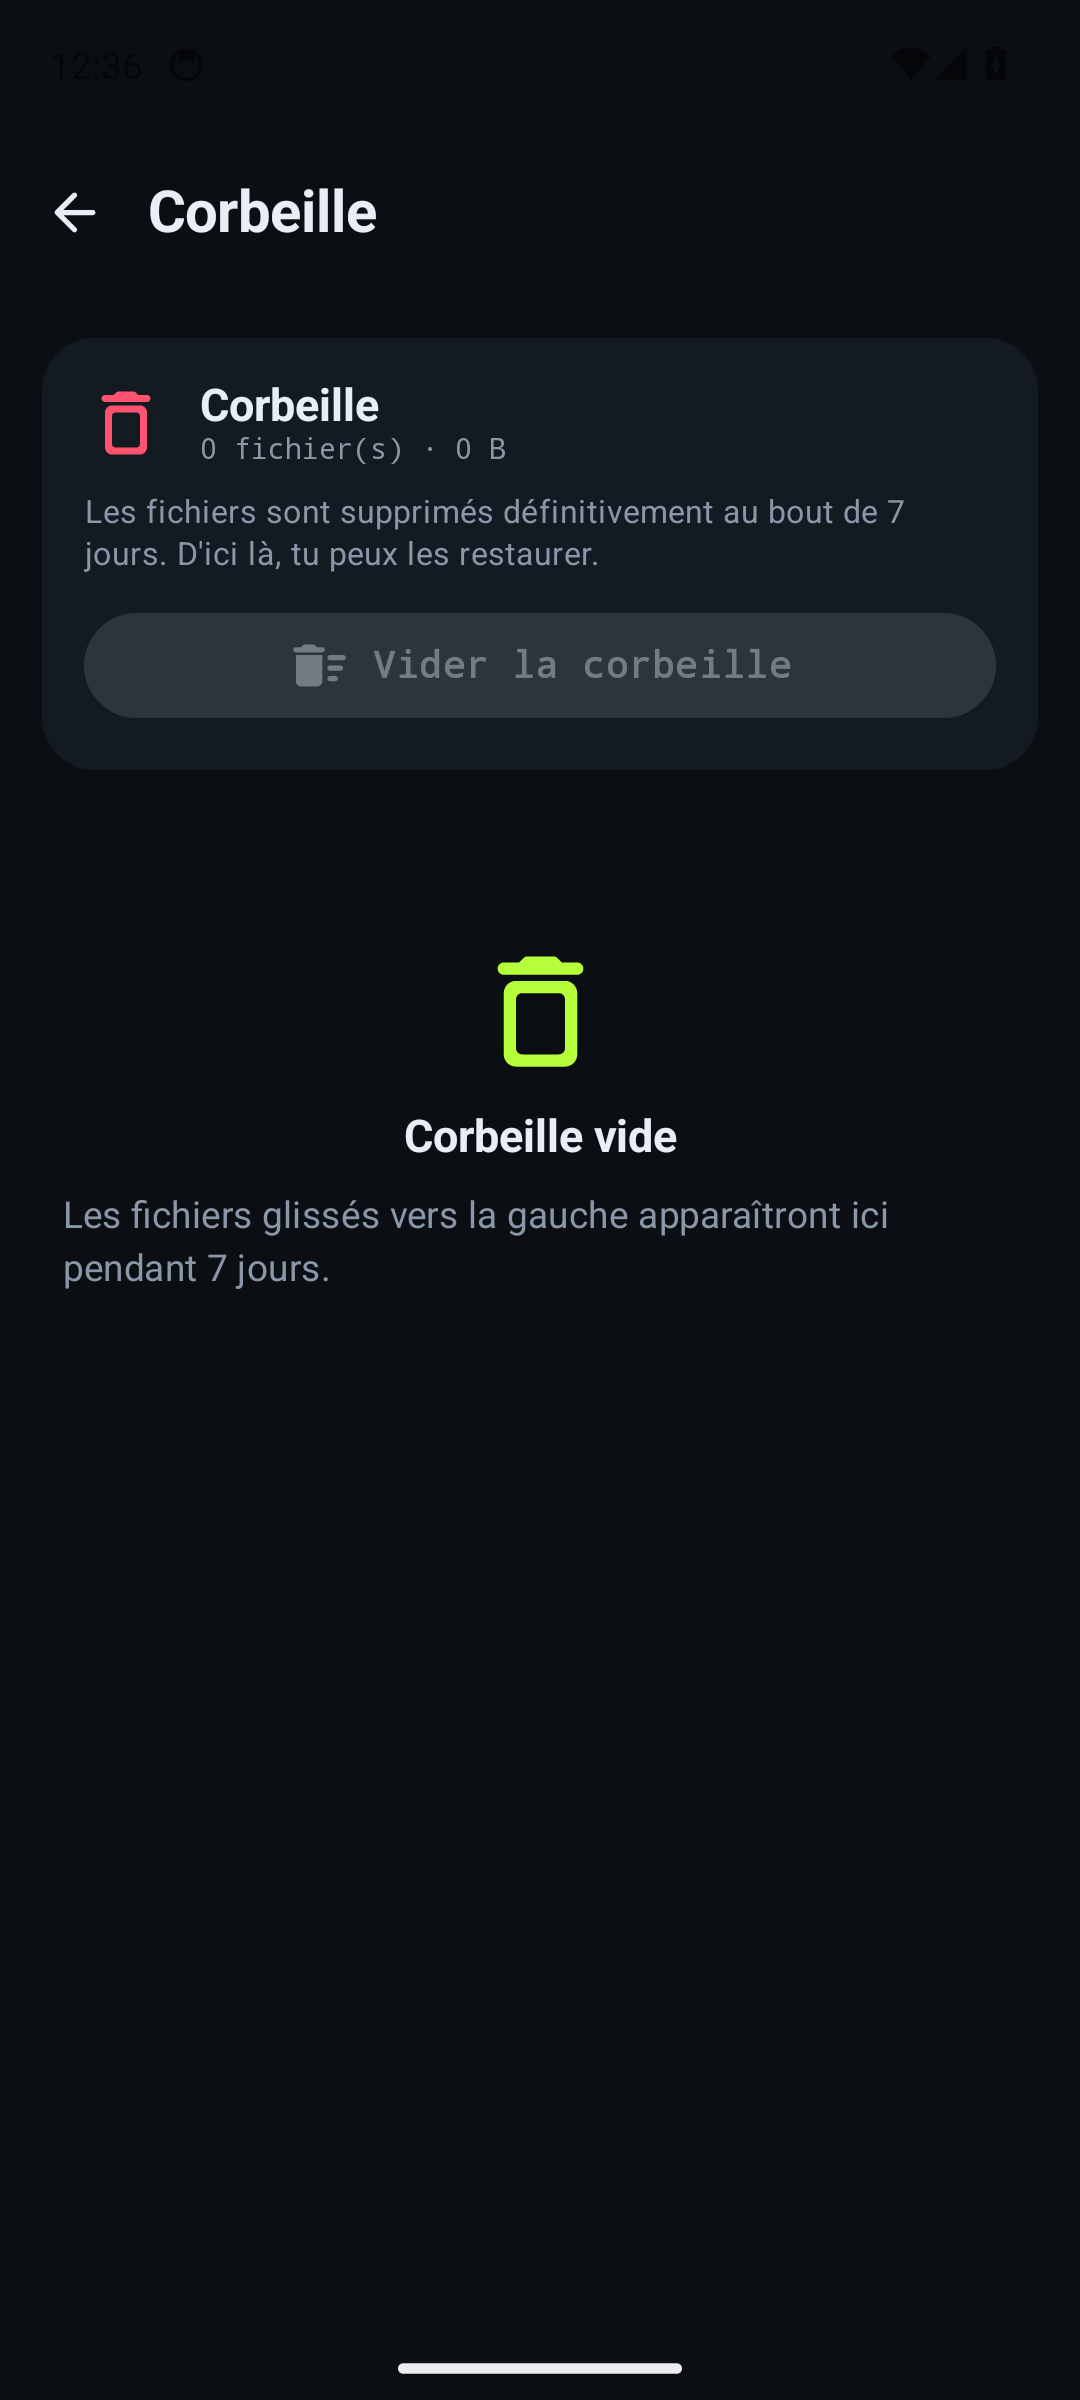 12:36
Corbeille
Corbeille
0 fichier(s) · 0 B
Les fichiers sont supprimés définitivement au bout de 7
jours. D'ici là, tu peux les restaurer.
Vider la corbeille
Corbeille vide
Les fichiers glissés vers la gauche apparaîtront ici
pendant 7 jours.